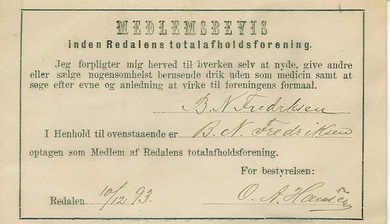 MEDLEMSBEVIS
inden Redalens totalafholdsforening.
Jeg forpligter mig herved til hverken selv at nyde, give andre
eller sælge nogensomhelst berusende drik uden som medicin samt at
søge efter evne og anledning at virke til foreningens formaal.
B. N. Fredriksen
I Henhold til ovenstaaende er B. N. Fredriksen
optagen som Medlem af Redalens totalafholdsforening.
For bestyrelsen:
Redalen 10/12 93. O. A. Hansen